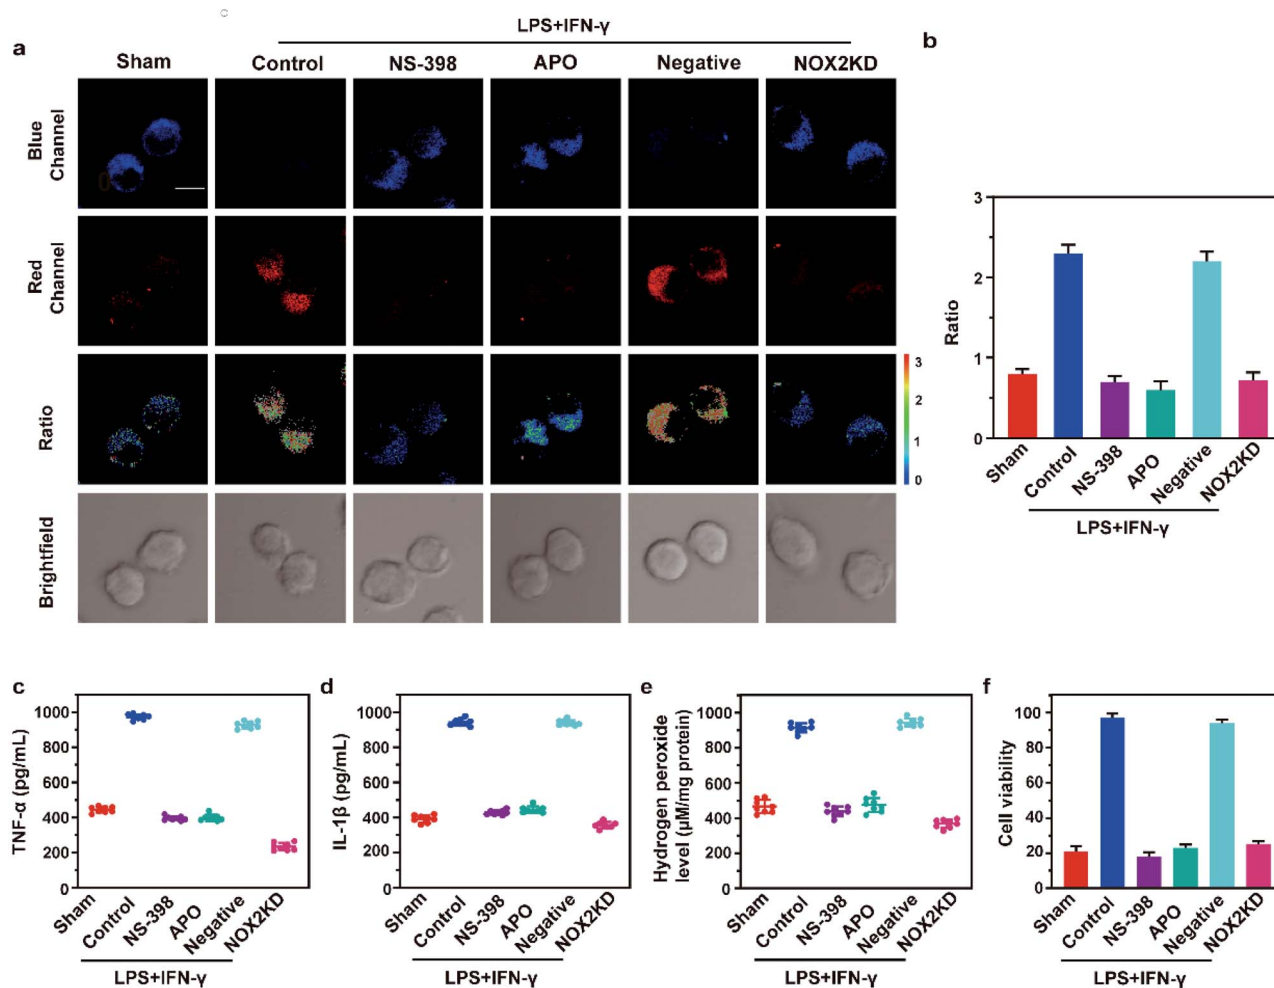 LPS+IFN-γ
a
Sham
Control
NS-398
APO
Negative
NOX2KD
Blue
Channel
Red
Channel
Ratio
Brightfield
3
2
1
0
b
Ratio
3
2
1
0
Sham
Control
NS-398
APO
Negative
NOX2KD
LPS+IFN-γ
c
TNF-α (pg/mL)
1000
800
600
400
200
0
Sham
Control
NS-398
APO
Negative
NOX2KD
LPS+IFN-γ
d
IL-1β (pg/mL)
1000
800
600
400
200
0
Sham
Control
NS-398
APO
Negative
NOX2KD
LPS+IFN-γ
e
Hydrogen peroxide
level (μM/mg protein)
1000
800
600
400
200
0
Sham
Control
NS-398
APO
Negative
NOX2KD
LPS+IFN-γ
f
Cell viability
100
80
60
40
20
0
Sham
Control
NS-398
APO
Negative
NOX2KD
LPS+IFN-γ